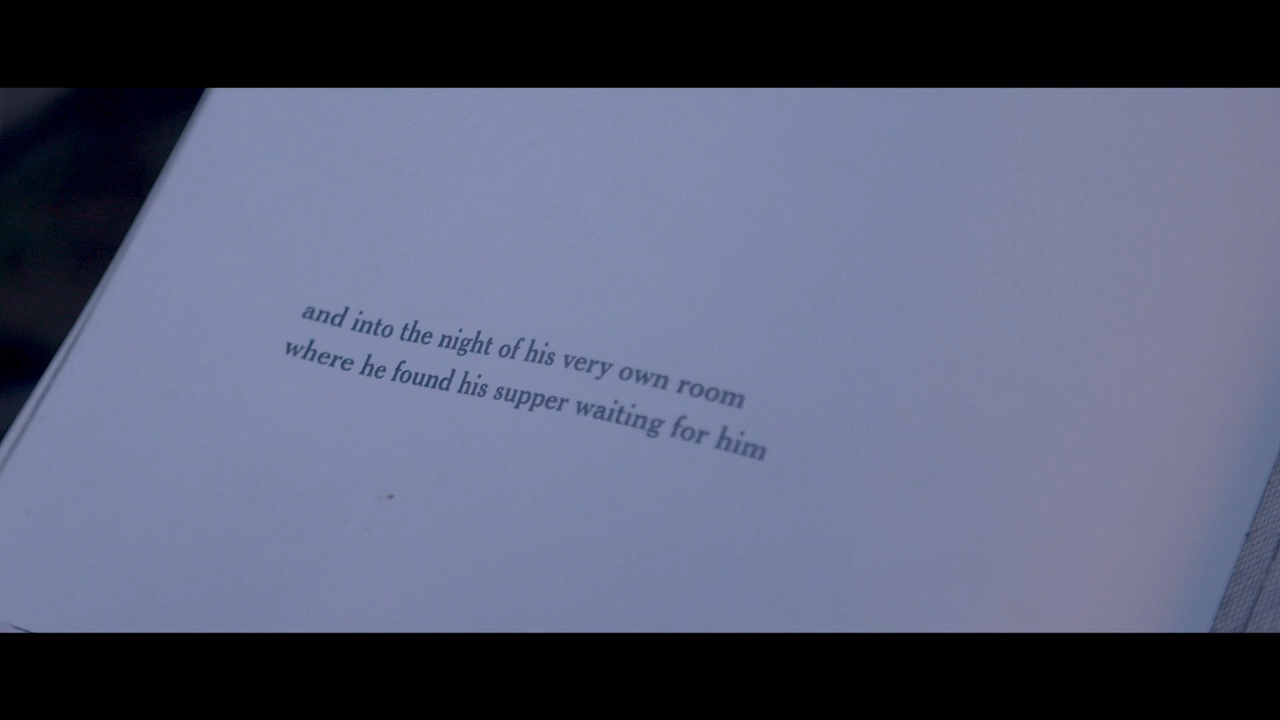 and into the night of his very own room
where he found his supper waiting for him